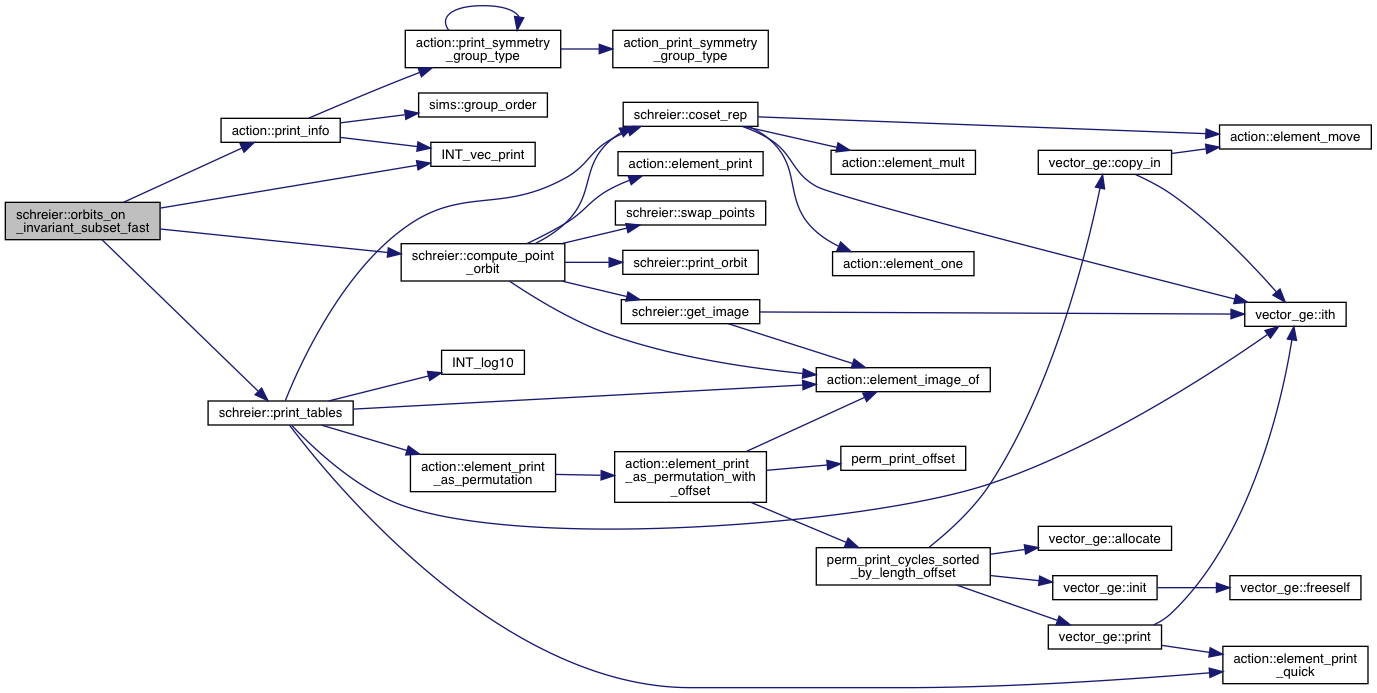 action::print_symmetry
_group_type
action_print_symmetry
_group_type
sims::group_order
action::print_info
INT_vec_print
schreier::coset_rep
action::element_move
action::element_mult
action::element_print
vector_ge::copy_in
schreier::orbits_on
_invariant_subset_fast
schreier::swap_points
schreier::compute_point
_orbit
schreier::print_orbit
action::element_one
schreier::get_image
vector_ge::ith
INT_log10
action::element_image_of
schreier::print_tables
action::element_print
_as_permutation
action::element_print
_as_permutation_with
_offset
perm_print_offset
vector_ge::allocate
perm_print_cycles_sorted
_by_length_offset
vector_ge::init
vector_ge::freeself
vector_ge::print
action::element_print
_quick